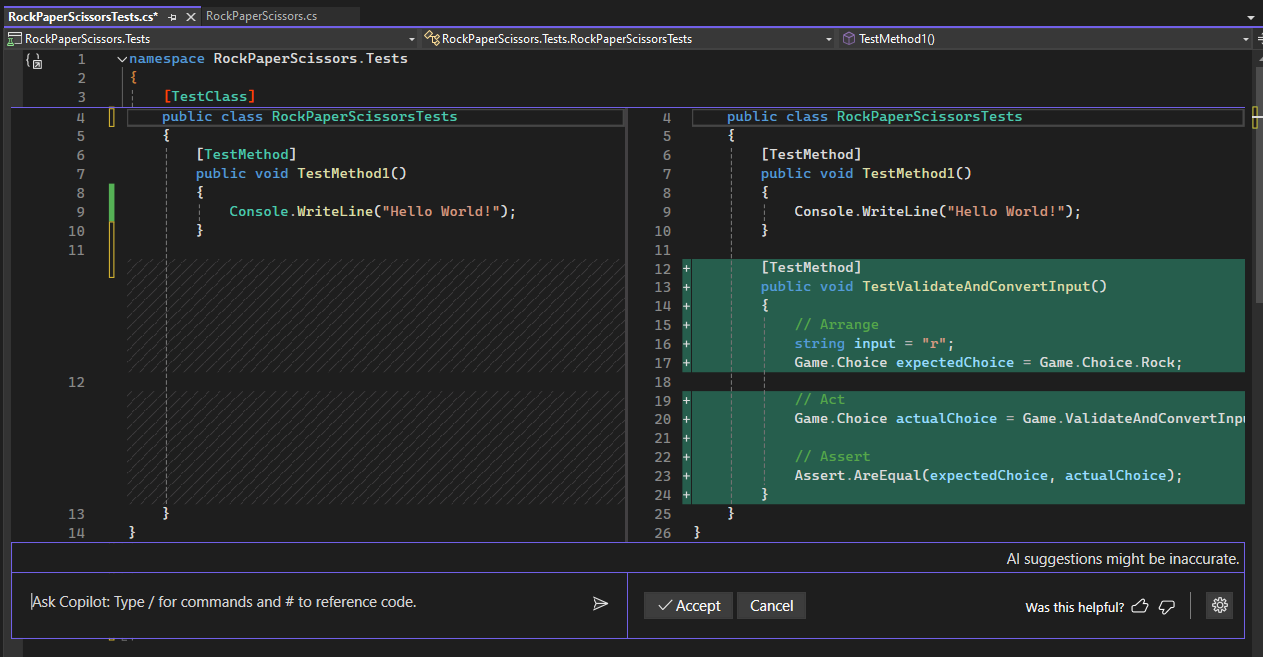 RockPaperScissorsTests.cs*
RockPaperScissors.cs
RockPaperScissors.Tests
RockPaperScissors.Tests.RockPaperScissorsTests
TestMethod1()
1 namespace RockPaperScissors.Tests
2 {
3 [TestClass]
4 public class RockPaperScissorsTests
5 {
6 [TestMethod]
7 public void TestMethod1()
8 {
9 Console.WriteLine("Hello World!");
10 }
11
12
13 }
14 }
4 public class RockPaperScissorsTests
5 {
6 [TestMethod]
7 public void TestMethod1()
8 {
9 Console.WriteLine("Hello World!");
10 }
11
12 + [TestMethod]
13 + public void TestValidateAndConvertInput()
14 + {
15 + // Arrange
16 + string input = "r";
17 + Game.Choice expectedChoice = Game.Choice.Rock;
18
19 + // Act
20 + Game.Choice actualChoice = Game.ValidateAndConvertInpu
21 +
22 + // Assert
23 + Assert.AreEqual(expectedChoice, actualChoice);
24 + }
25 }
26 }
AI suggestions might be inaccurate.
Ask Copilot: Type / for commands and # to reference code.
Accept
Cancel
Was this helpful?